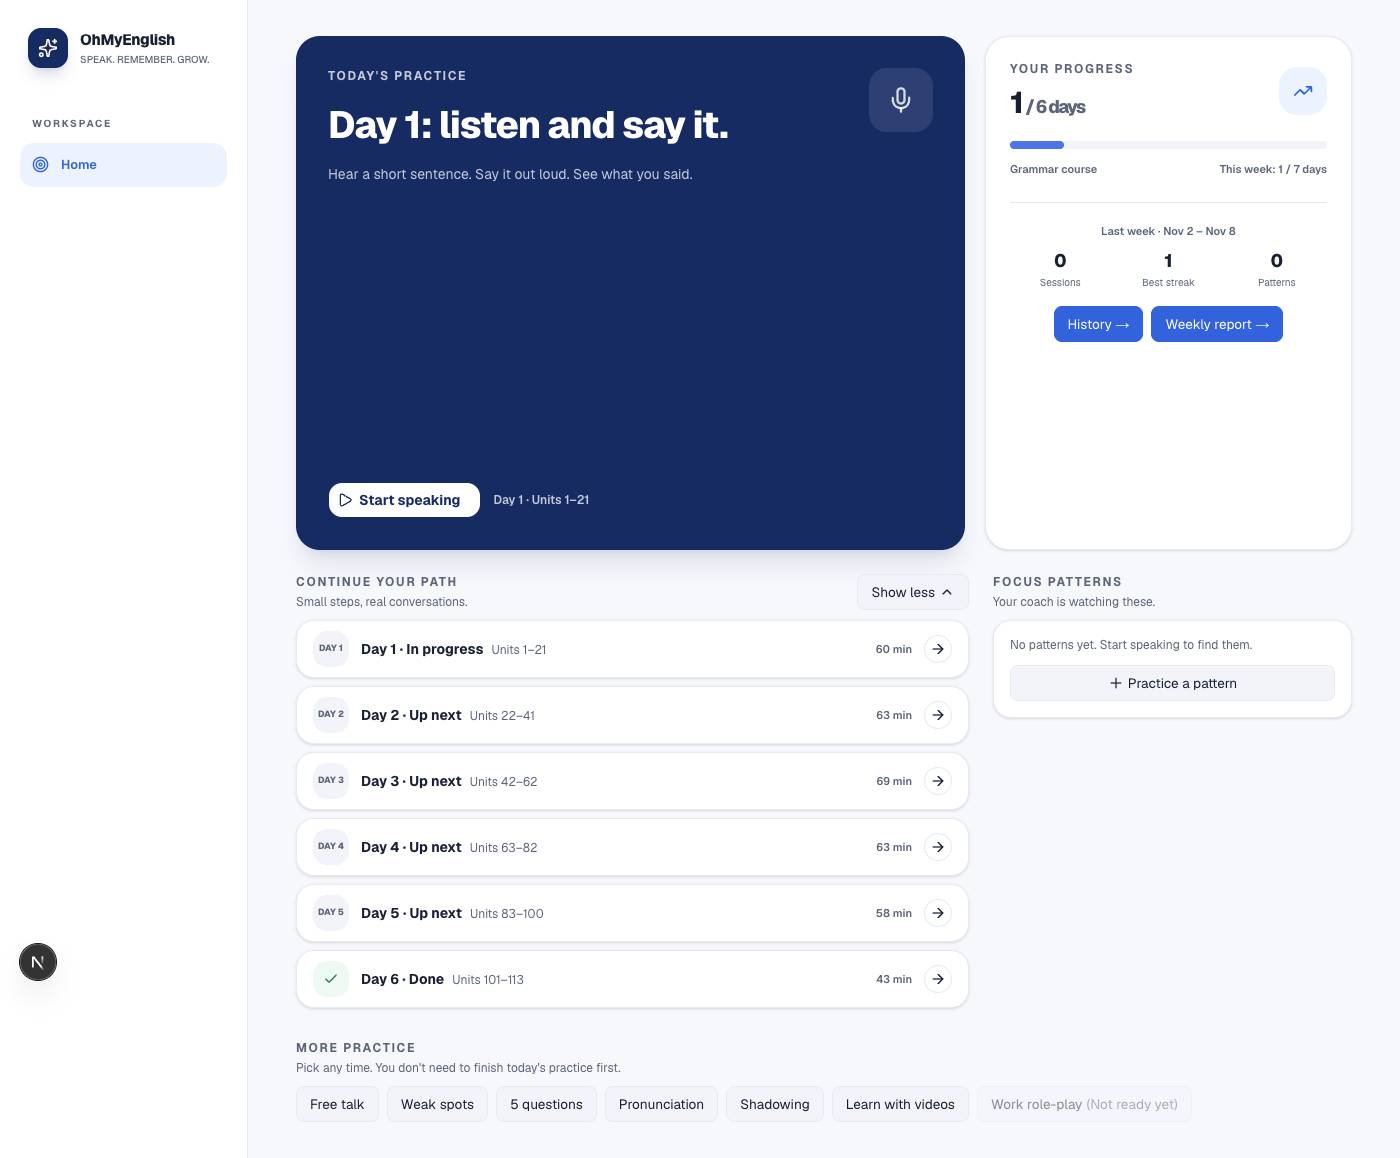 OhMyEnglish
SPEAK. REMEMBER. GROW.
WORKSPACE
Home
TODAY'S PRACTICE
Day 1: listen and say it.
Hear a short sentence. Say it out loud. See what you said.
Start speaking
Day 1 · Units 1–21
YOUR PROGRESS
1 / 6 days
Grammar course
This week: 1 / 7 days
Last week · Nov 2 – Nov 8
0
Sessions
1
Best streak
0
Patterns
History →
Weekly report →
CONTINUE YOUR PATH
Small steps, real conversations.
Show less
DAY 1
Day 1 · In progress Units 1–21
60 min
DAY 2
Day 2 · Up next Units 22–41
63 min
DAY 3
Day 3 · Up next Units 42–62
69 min
DAY 4
Day 4 · Up next Units 63–82
63 min
DAY 5
Day 5 · Up next Units 83–100
58 min
Day 6 · Done Units 101–113
43 min
FOCUS PATTERNS
Your coach is watching these.
No patterns yet. Start speaking to find them.
Practice a pattern
N
MORE PRACTICE
Pick any time. You don't need to finish today's practice first.
Free talk
Weak spots
5 questions
Pronunciation
Shadowing
Learn with videos
Work role-play (Not ready yet)